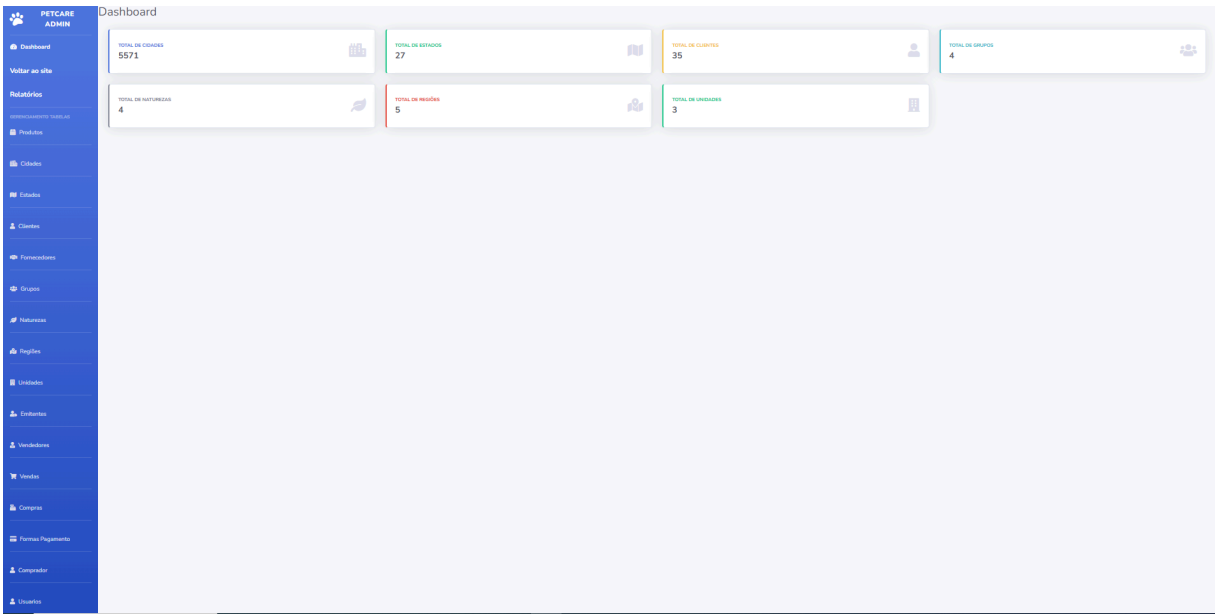 PETCARE
ADMIN
Dashboard
Voltar ao site
Relatórios
GERENCIAMENTO TABELAS
Produtos
Cidades
Estados
Clientes
Fornecedores
Grupos
Naturezas
Regiões
Unidades
Emitentes
Vendedores
Vendas
Compras
Formas Pagamento
Comprador
Usuarios
Dashboard
TOTAL DE CIDADES
5571
TOTAL DE ESTADOS
27
TOTAL DE CLIENTES
35
TOTAL DE GRUPOS
4
TOTAL DE NATUREZAS
4
TOTAL DE REGIÕES
5
TOTAL DE UNIDADES
3